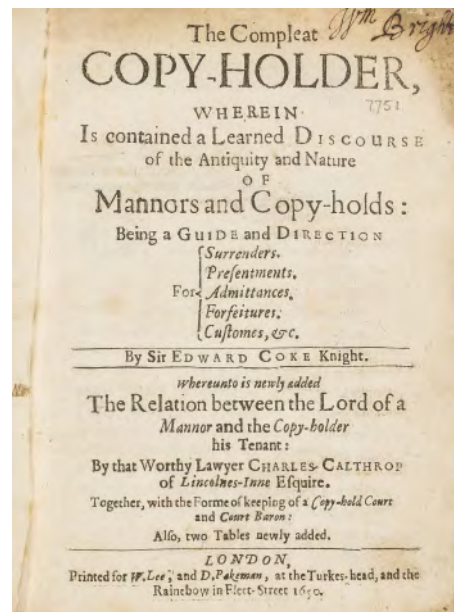 Wm Bright
The Compleat
COPY-HOLDER,
WHEREIN
7751
Is contained a Learned DISCOURSE
of the Antiquity and Nature
OF
Mannors and Copy-holds:
Being a GUIDE and DIRECTION
For
Surrenders.
Preſentments.
Admittances.
Forfeitures.
Cuſtomes, &c.
By Sir EDWARD COKE Knight.
Whereunto is newly added
The Relation between the Lord of a
Mannor and the Copy-holder
his Tenant:
By that Worthy Lawyer CHARLES CALTHROP
of Lincolnes-Inne Eſquire.
Together, with the Forme of keeping of a Copy-hold Court
and Court Baron:
Alſo, two Tables newly added.
LONDON,
Printed for W. Lee, and D. Pakeman, at the Turkes-head, and the
Rainebow in Fleet-Street 1650.